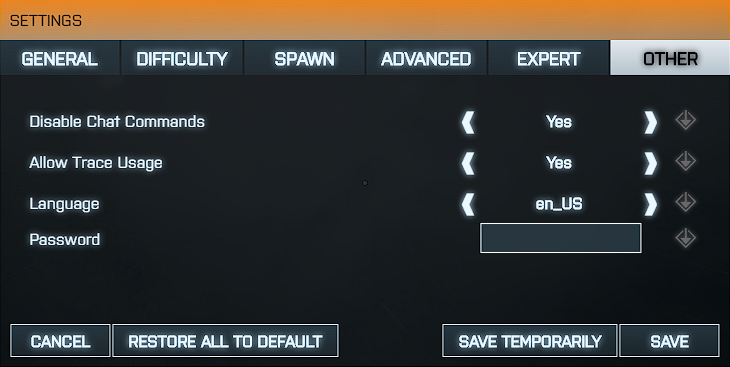 SETTINGS
GENERAL DIFFICULTY SPAWN ADVANCED EXPERT OTHER
Disable Chat Commands Yes
Allow Trace Usage Yes
Language en_US
Password
CANCEL RESTORE ALL TO DEFAULT SAVE TEMPORARILY SAVE